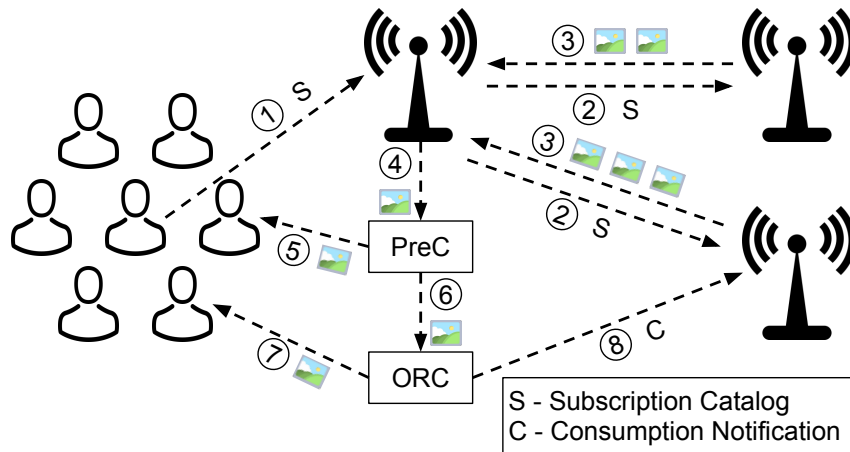 ① S
③
② S
③
② S
④
PreC
⑤
⑥
ORC
⑦
⑧ C
S - Subscription Catalog
C - Consumption Notification